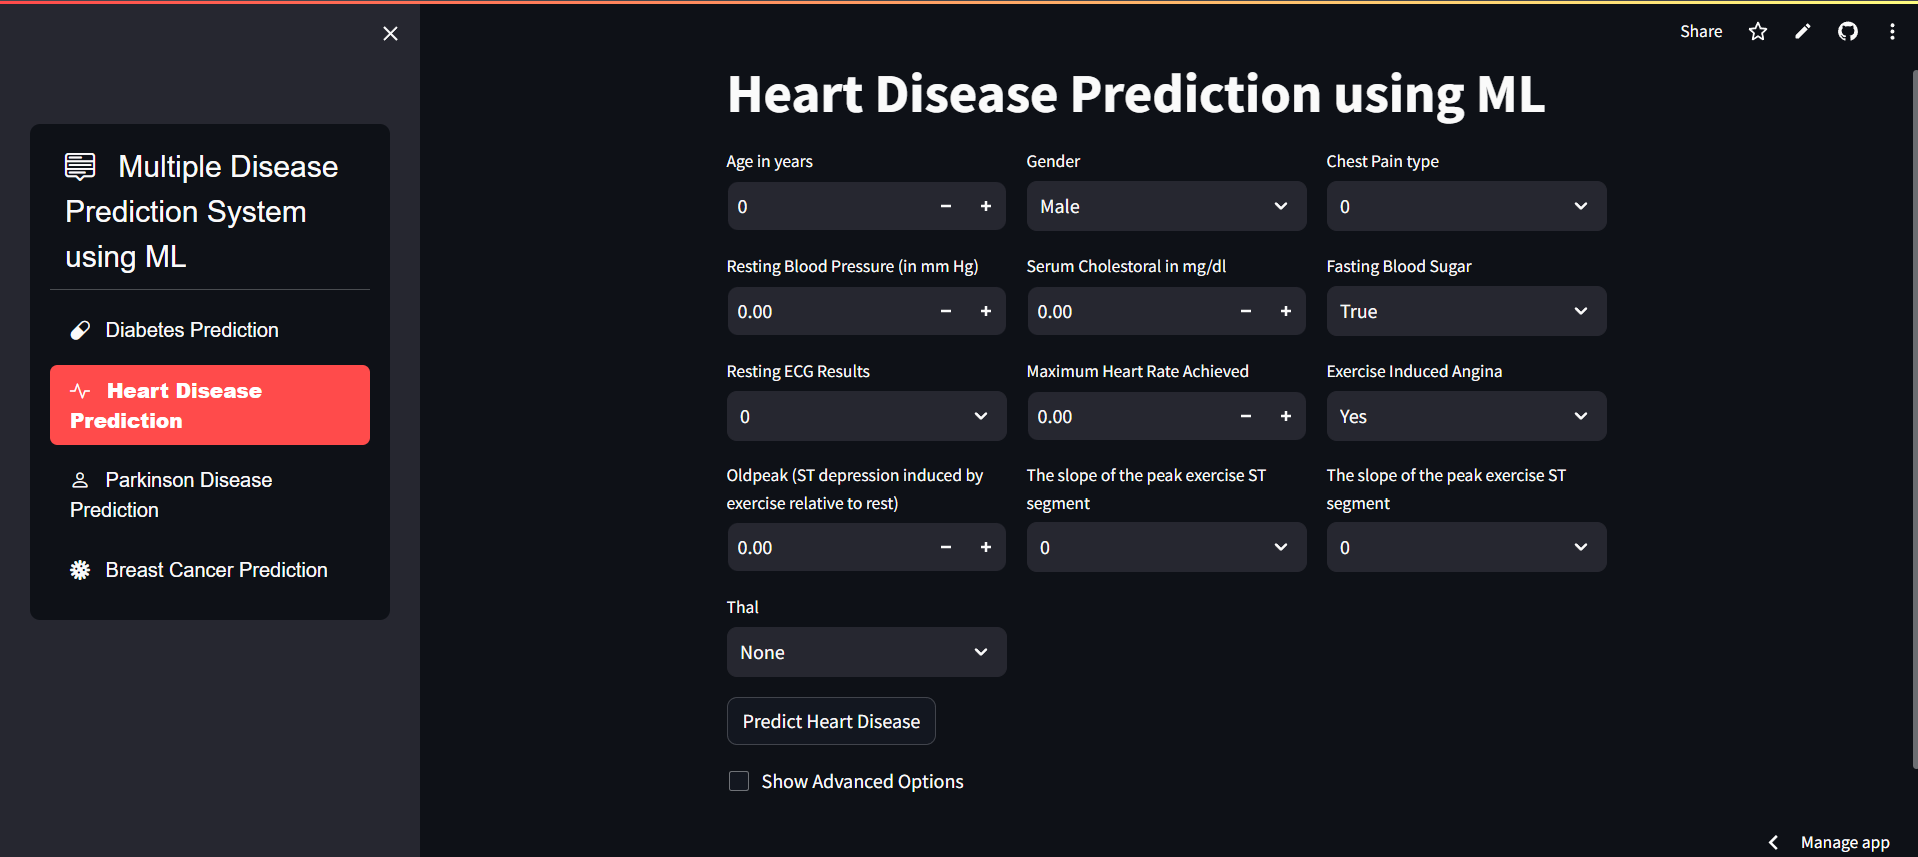 Share
Multiple Disease
Prediction System
using ML
Diabetes Prediction
Heart Disease
Prediction
Parkinson Disease
Prediction
Breast Cancer Prediction
Heart Disease Prediction using ML
Age in years
0
Gender
Male
Chest Pain type
0
Resting Blood Pressure (in mm Hg)
0.00
Serum Cholestoral in mg/dl
0.00
Fasting Blood Sugar
True
Resting ECG Results
0
Maximum Heart Rate Achieved
0.00
Exercise Induced Angina
Yes
Oldpeak (ST depression induced by
exercise relative to rest)
0.00
The slope of the peak exercise ST
segment
0
The slope of the peak exercise ST
segment
0
Thal
None
Predict Heart Disease
Show Advanced Options
Manage app